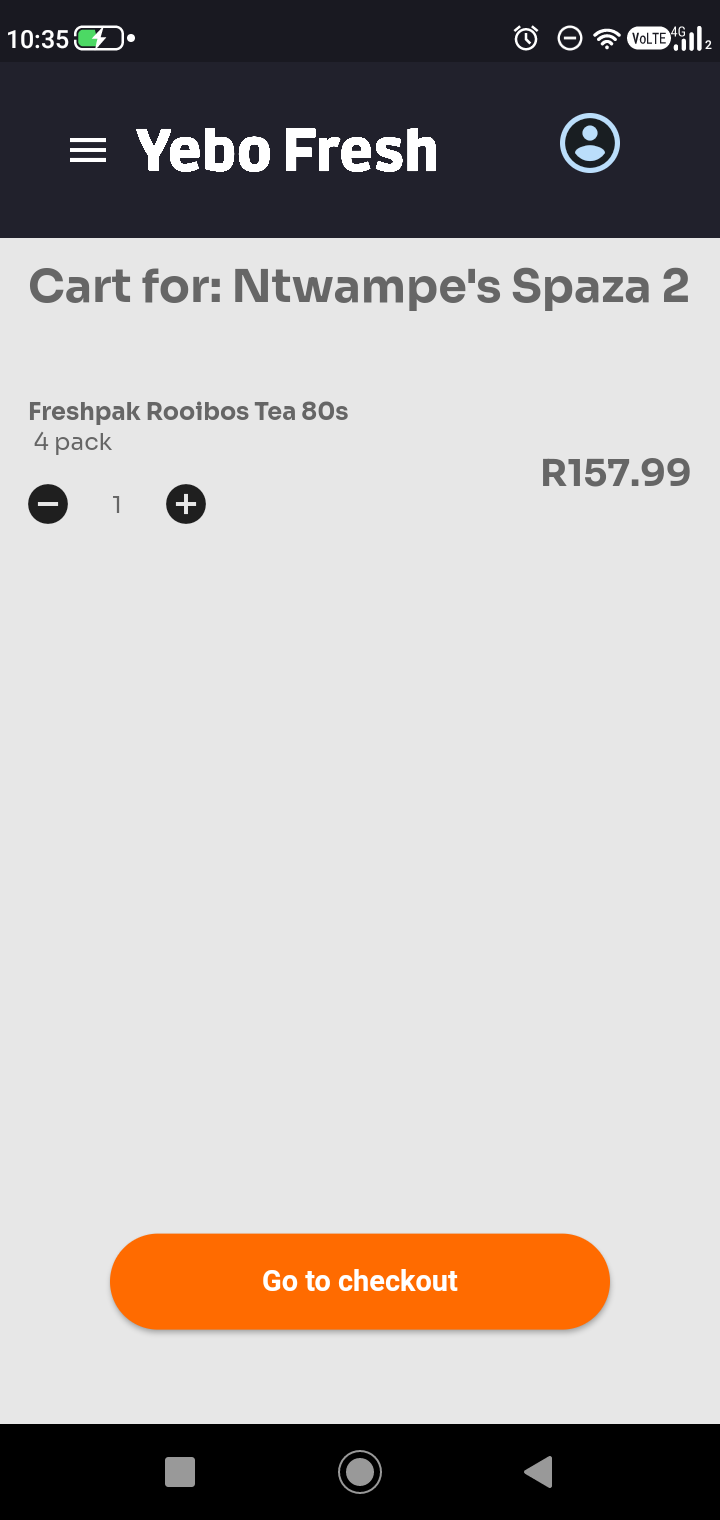 10:35
VoLTE 4G 2
Yebo Fresh
Cart for: Ntwampe's Spaza 2
Freshpak Rooibos Tea 80s
4 pack
R157.99
1
Go to checkout